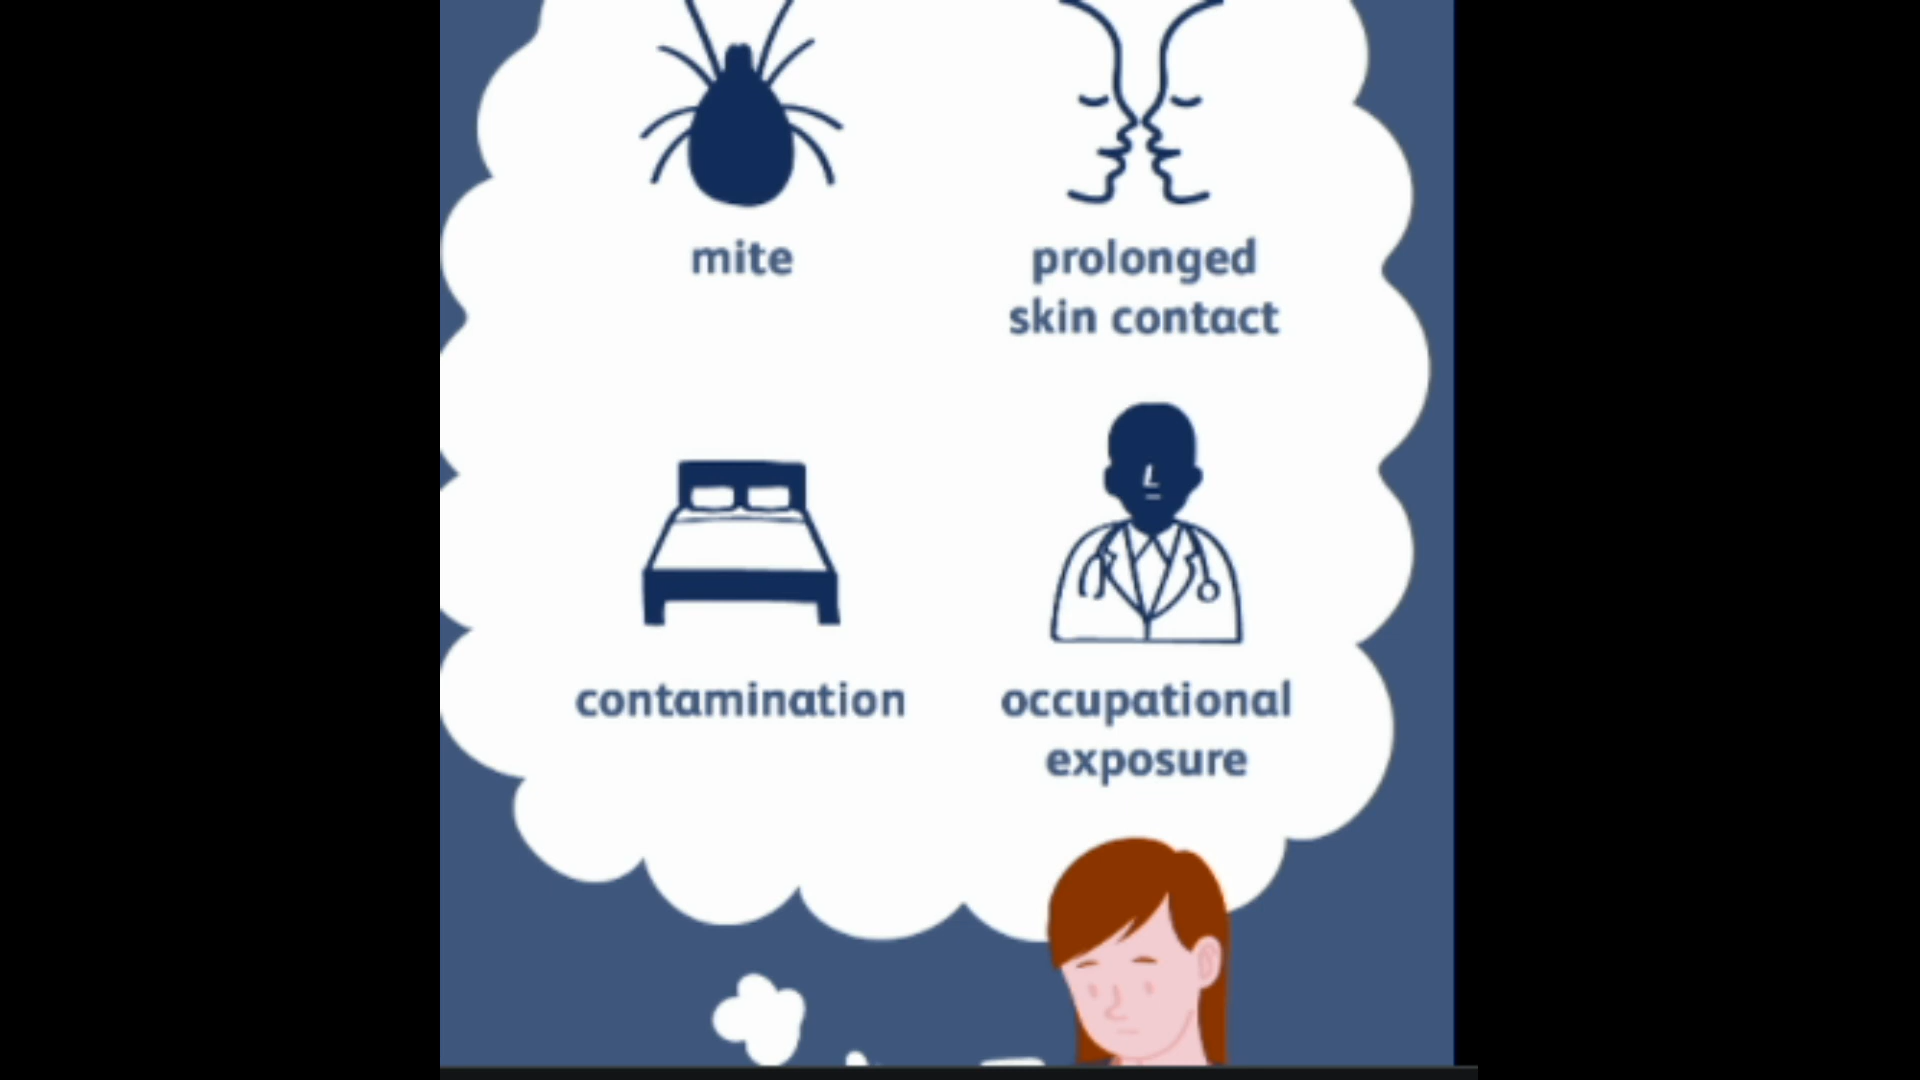 mite
prolonged
skin contact
contamination
occupational
exposure